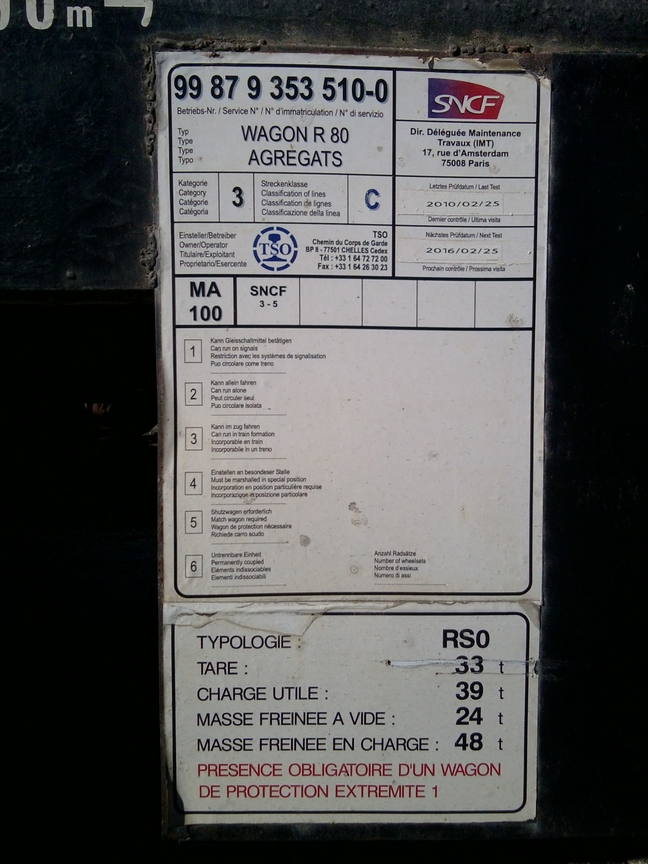 00m
99 87 9 353 510-0
Betriebs-Nr. / Service N° / N° d'immatriculation / N° di servizio
Typ
Type
Type
Typo
WAGON R 80
AGREGATS
SNCF
Dir. Déléguée Maintenance
Travaux (IMT)
17, rue d'Amsterdam
75008 Paris
Kategorie
Category
Catégorie
Catégoria
3
Streckenklasse
Classification of lines
Classification de lignes
Classificazione della linea
C
Letztes Prüfdatum / Last Test
2010/02/25
Dernier contrôle / Ultima visita
Einsteller/Betreiber
Owner/Operator
Titulaire/Exploitant
Proprietario/Esercente
TSO
TSO
Chemin du Corps de Garde
BP 8 - 77501 CHELLES Cedex
Tél : +33 1 64 72 72 00
Fax : +33 1 64 26 30 23
Nächstes Prüfdatum / Next Test
2016/02/25
Prochain contrôle / Prossima visita
MA
100
SNCF
3 - 5
1
Kann Gleisschaltmittel betätigen
Can run on signals
Restriction avec les systèmes de signalisation
Puo circolare come treno
2
Kann allein fahren
Can run alone
Peut circuler seul
Puo circolare isolata
3
Kann im zug fahren
Can run in train formation
Incorporable en train
Incorporabile in un treno
4
Einstellen an besonderer Stelle
Must be marshalled in special position
Incorporation en position particulière requise
Incorporazione in posizione particolare
5
Schutzwagen erforderlich
Match wagon required
Wagon de protection nécessaire
Richiede carro scudo
6
Untrennbare Einheit
Permanently coupled
Eléments indissociables
Elementi indissociabili
Anzahl Radsätze
Number of wheelsets
Nombre d'essieux
Numero di assi
TYPOLOGIE : RS0
TARE : 33 t
CHARGE UTILE : 39 t
MASSE FREINEE A VIDE : 24 t
MASSE FREINEE EN CHARGE : 48 t
PRESENCE OBLIGATOIRE D'UN WAGON
DE PROTECTION EXTREMITE 1